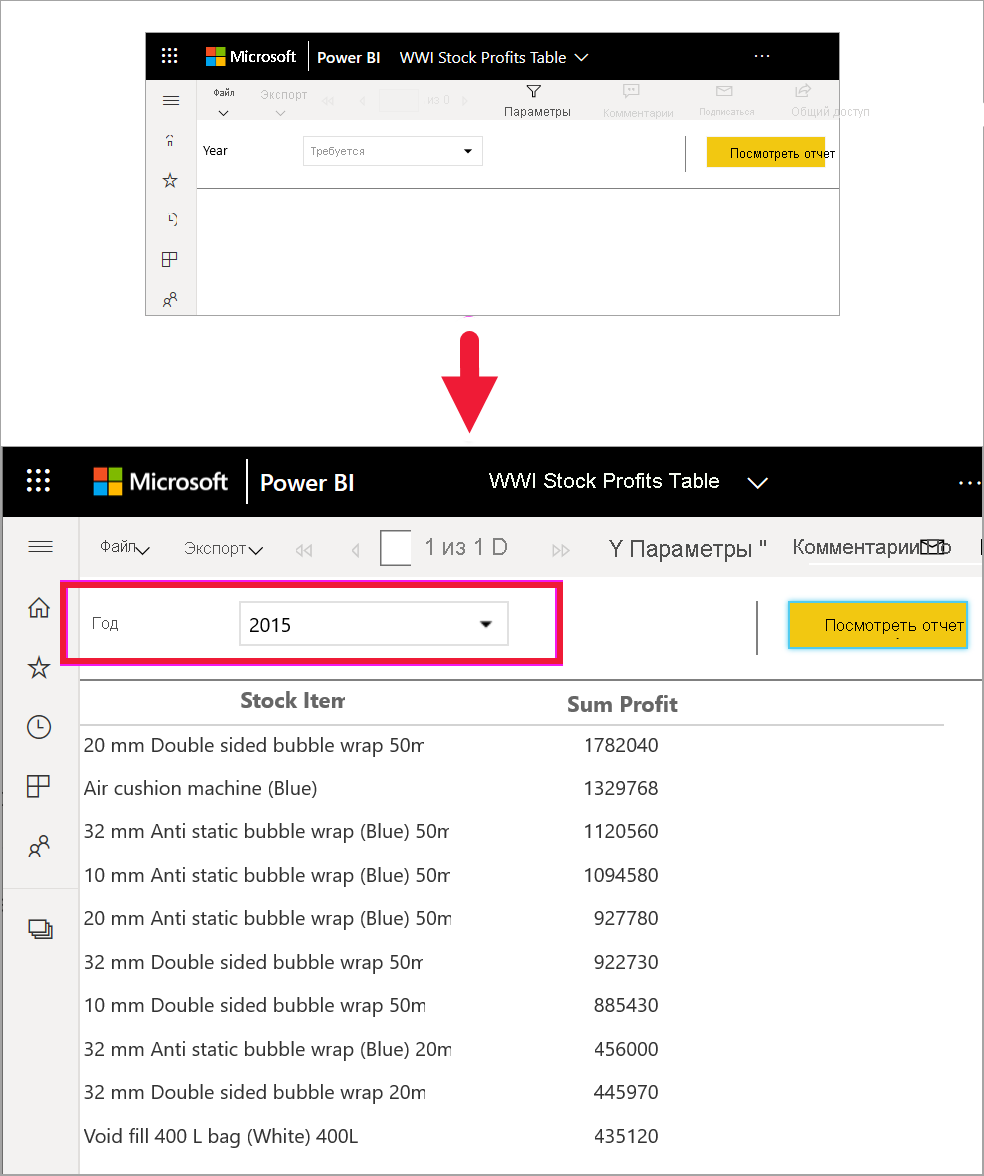 Microsoft Power BI WWI Stock Profits Table ...
Файл Экспорт из 0 Параметры Комментарии Подписаться Общий доступ
Year Требуется Посмотреть отчет
Microsoft Power BI WWI Stock Profits Table ...
Файл Экспорт 1 из 1 D Y Параметры " Комментарии
Год 2015 Посмотреть отчет
Stock Item Sum Profit
20 mm Double sided bubble wrap 50m 1782040
Air cushion machine (Blue) 1329768
32 mm Anti static bubble wrap (Blue) 50m 1120560
10 mm Anti static bubble wrap (Blue) 50m 1094580
20 mm Anti static bubble wrap (Blue) 50m 927780
32 mm Double sided bubble wrap 50m 922730
10 mm Double sided bubble wrap 50m 885430
32 mm Anti static bubble wrap (Blue) 20m 456000
32 mm Double sided bubble wrap 20m 445970
Void fill 400 L bag (White) 400L 435120